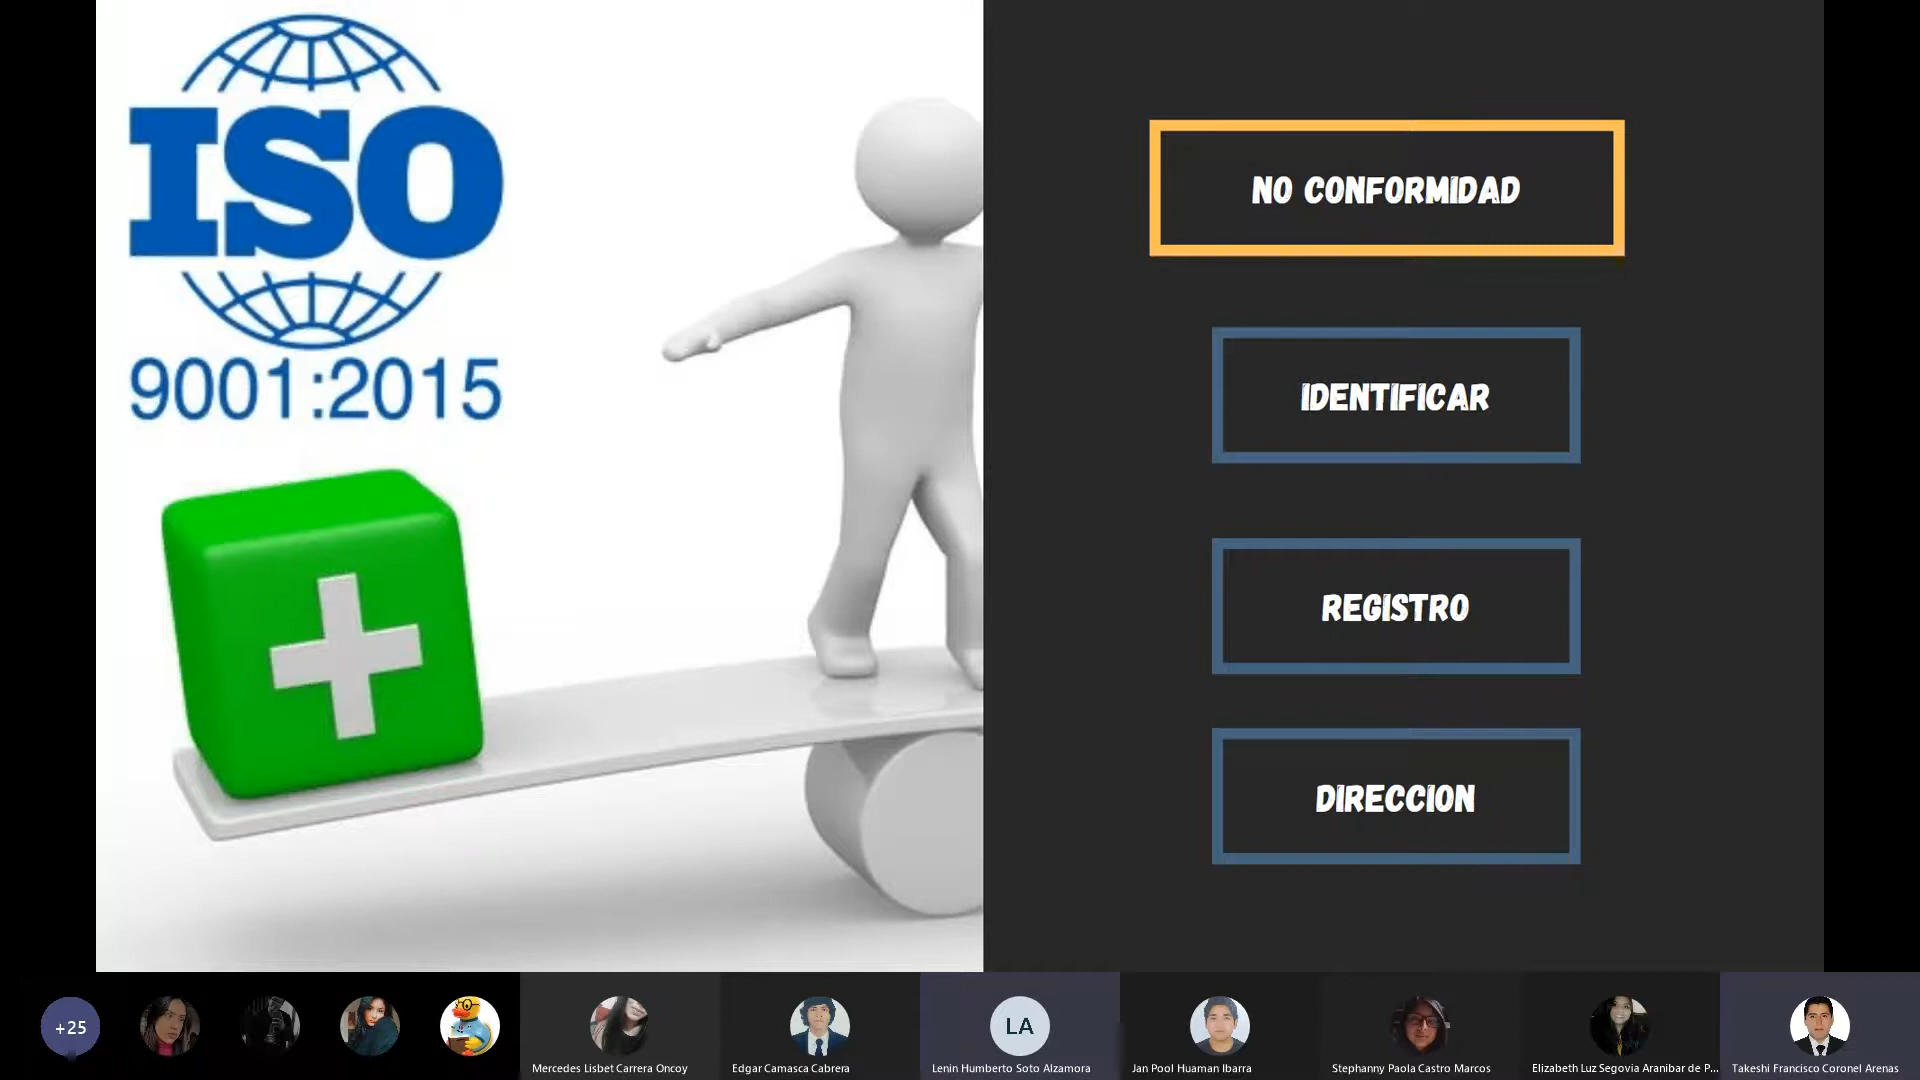 ISO
9001:2015
NO CONFORMIDAD
IDENTIFICAR
REGISTRO
DIRECCION
+25
LA
Mercedes Lisbet Carrera Oncoy
Edgar Camasca Cabrera
Lenin Humberto Soto Alzamora
Jan Pool Huaman Ibarra
Stephanny Paola Castro Marcos
Elizabeth Luz Segovia Aranibar de P...
Takeshi Francisco Coronel Arenas